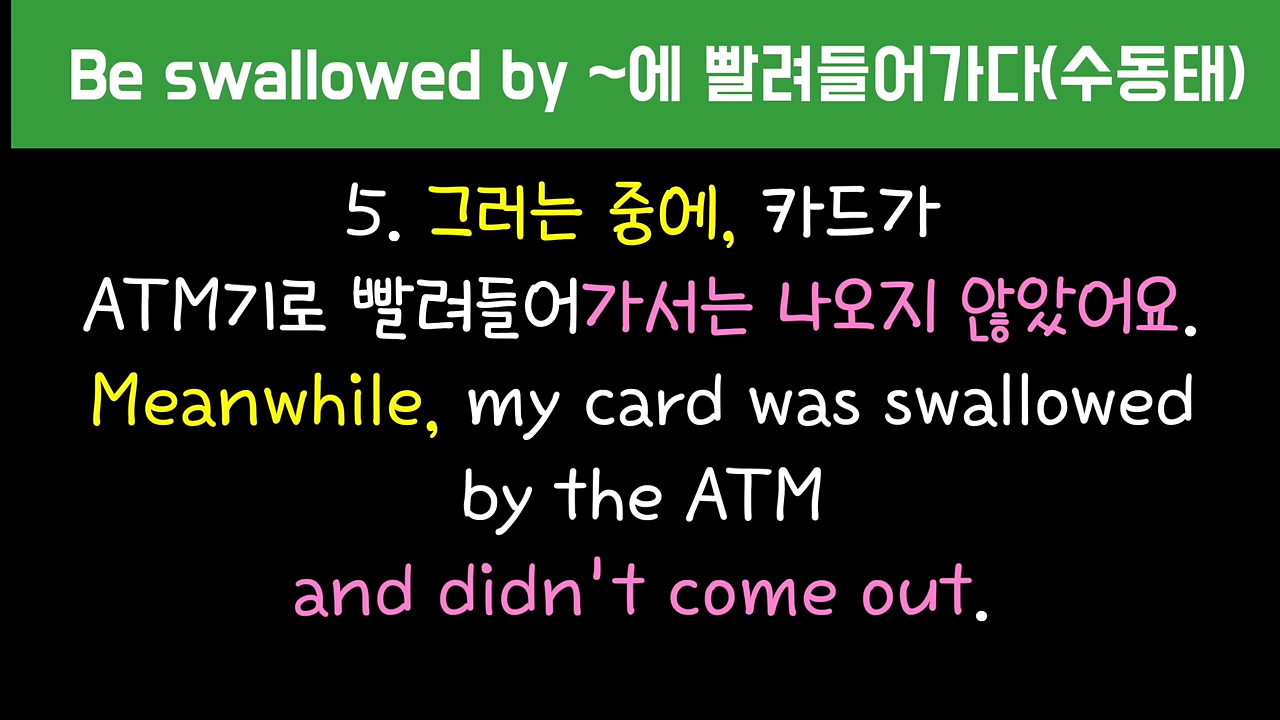 Be swallowed by ~에 빨려들어가다(수동태)
5. 그러는 중에, 카드가
ATM기로 빨려들어가서는 나오지 않았어요.
Meanwhile, my card was swallowed
by the ATM
and didn't come out.